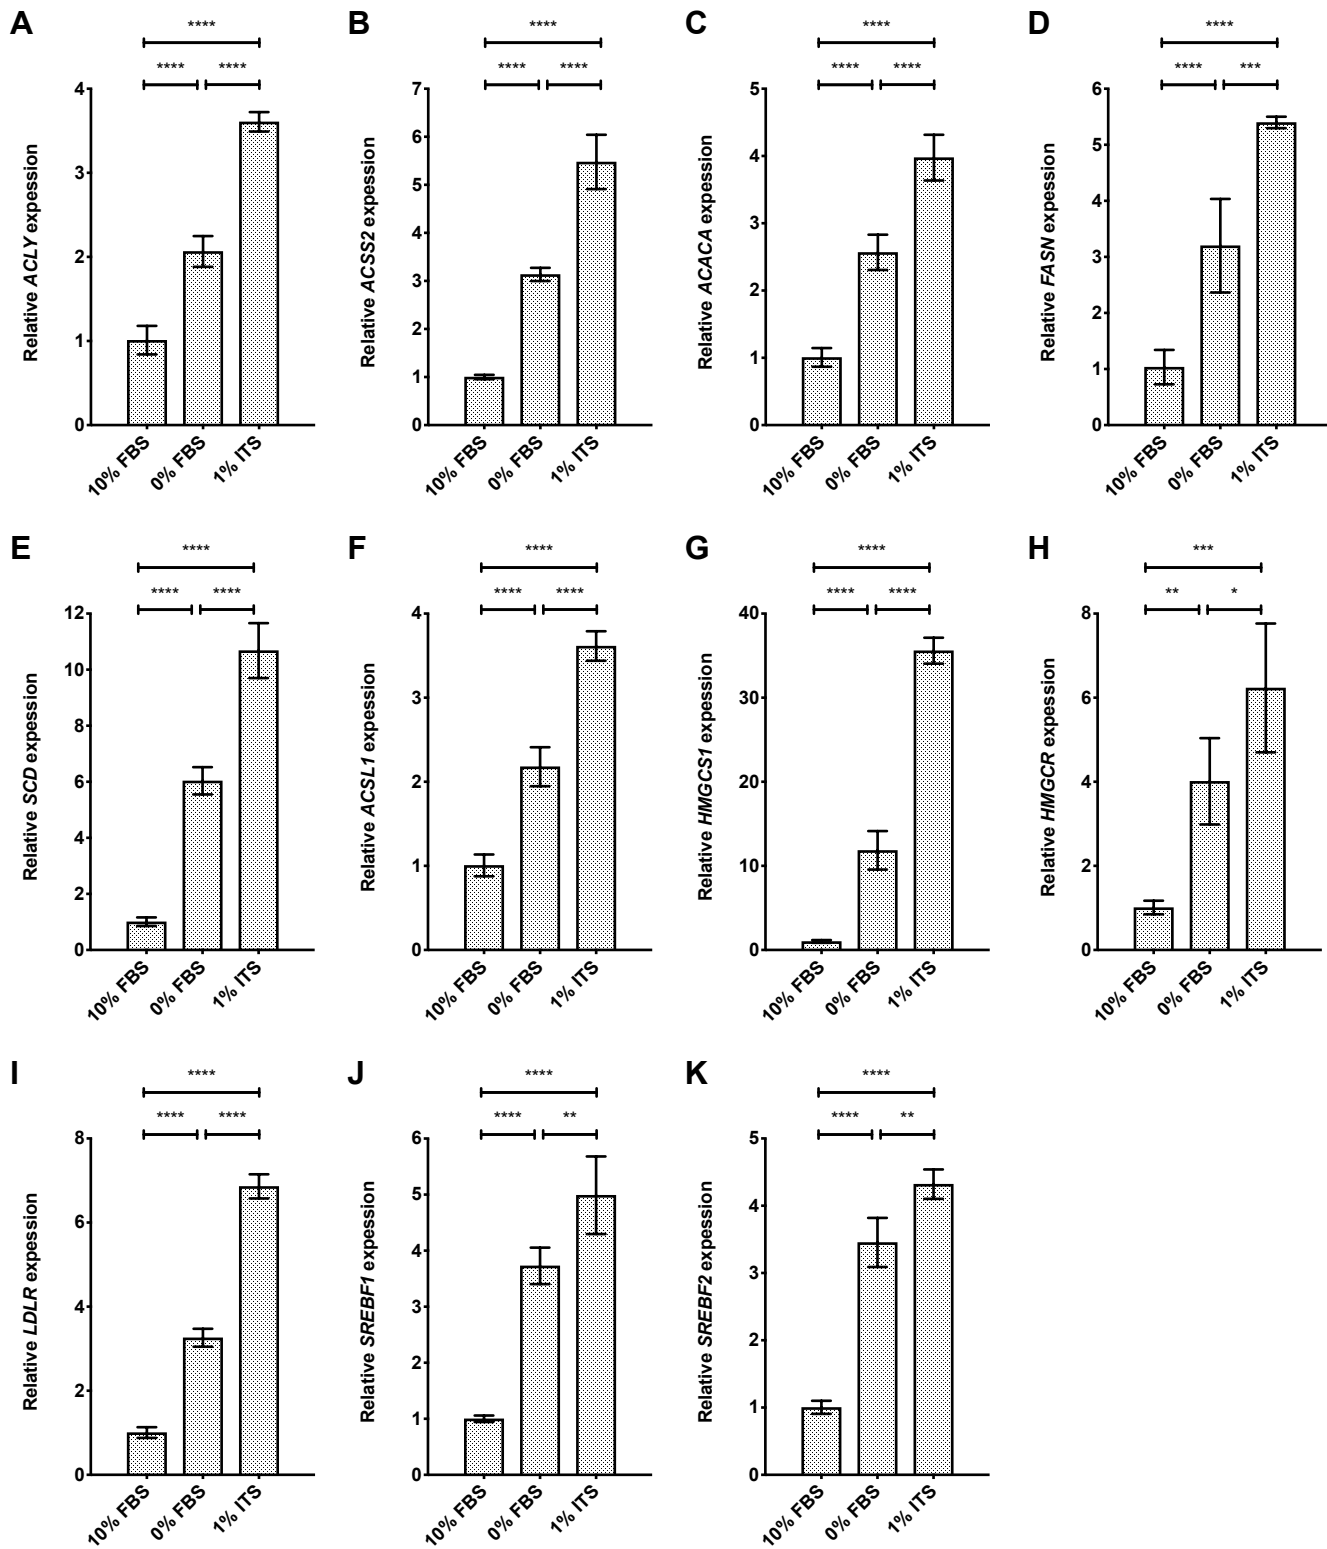 A
****
**** ****
Relative ACLY expession
4
3
2
1
0
10% FBS
0% FBS
1% ITS
B
****
**** ****
Relative ACSS2 expession
7
6
5
4
3
2
1
0
10% FBS
0% FBS
1% ITS
C
****
**** ****
Relative ACACA expession
5
4
3
2
1
0
10% FBS
0% FBS
1% ITS
D
****
**** ***
Relative FASN expession
6
5
4
3
2
1
0
10% FBS
0% FBS
1% ITS
E
****
**** ****
Relative SCD expession
12
10
8
6
4
2
0
10% FBS
0% FBS
1% ITS
F
****
**** ****
Relative ACSL1 expession
4
3
2
1
0
10% FBS
0% FBS
1% ITS
G
****
**** ****
Relative HMGCS1 expession
40
30
20
10
0
10% FBS
0% FBS
1% ITS
H
***
** *
Relative HMGCR expession
8
6
4
2
0
10% FBS
0% FBS
1% ITS
I
****
**** ****
Relative LDLR expession
8
6
4
2
0
10% FBS
0% FBS
1% ITS
J
****
**** **
Relative SREBF1 expession
6
5
4
3
2
1
0
10% FBS
0% FBS
1% ITS
K
****
**** **
Relative SREBF2 expession
5
4
3
2
1
0
10% FBS
0% FBS
1% ITS